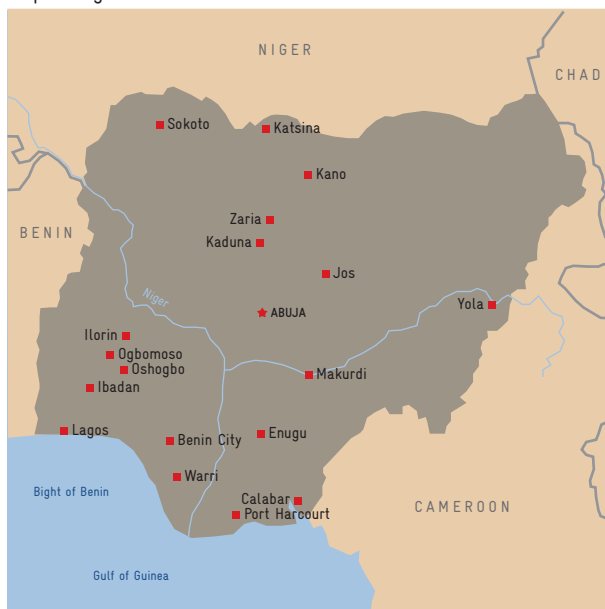 NIGER
CHAD
Sokoto
Katsina
Kano
Zaria
BENIN
Kaduna
Jos
Niger
Yola
ABUJA
Ilorin
Ogbomoso
Oshogbo
Makurdi
Ibadan
Lagos
Enugu
Benin City
Warri
Bight of Benin
Calabar
CAMEROON
Port Harcourt
Gulf of Guinea